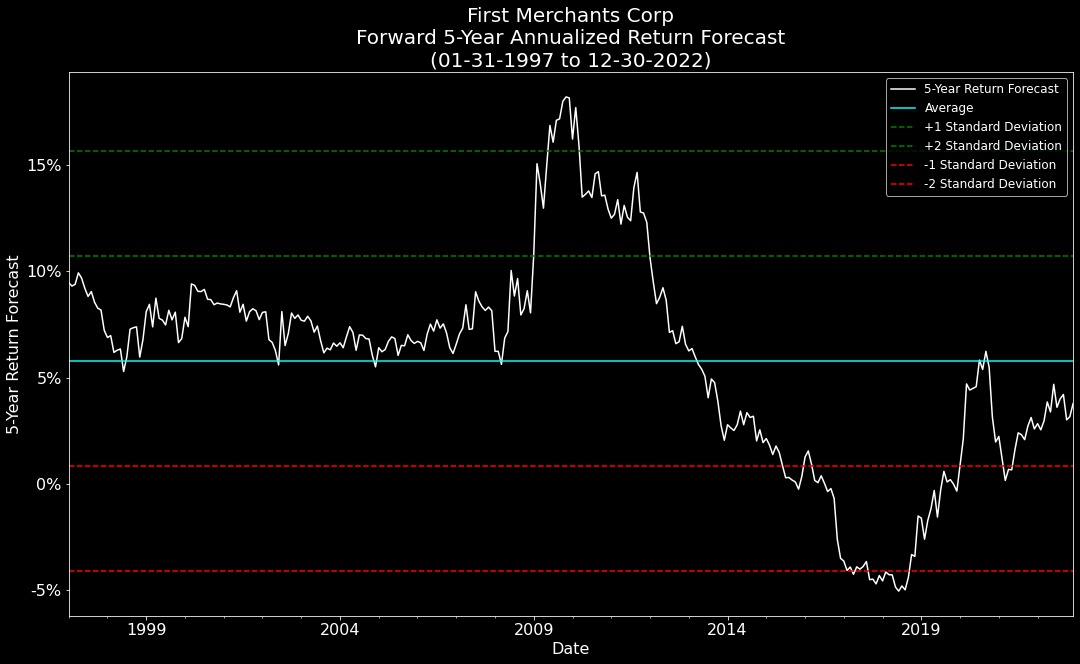 First Merchants Corp
Forward 5-Year Annualized Return Forecast
(01-31-1997 to 12-30-2022)
5-Year Return Forecast
Average
+1 Standard Deviation
+2 Standard Deviation
-1 Standard Deviation
-2 Standard Deviation
15%
10%
5%
0%
-5%
5-Year Return Forecast
1999 2004 2009 2014 2019
Date